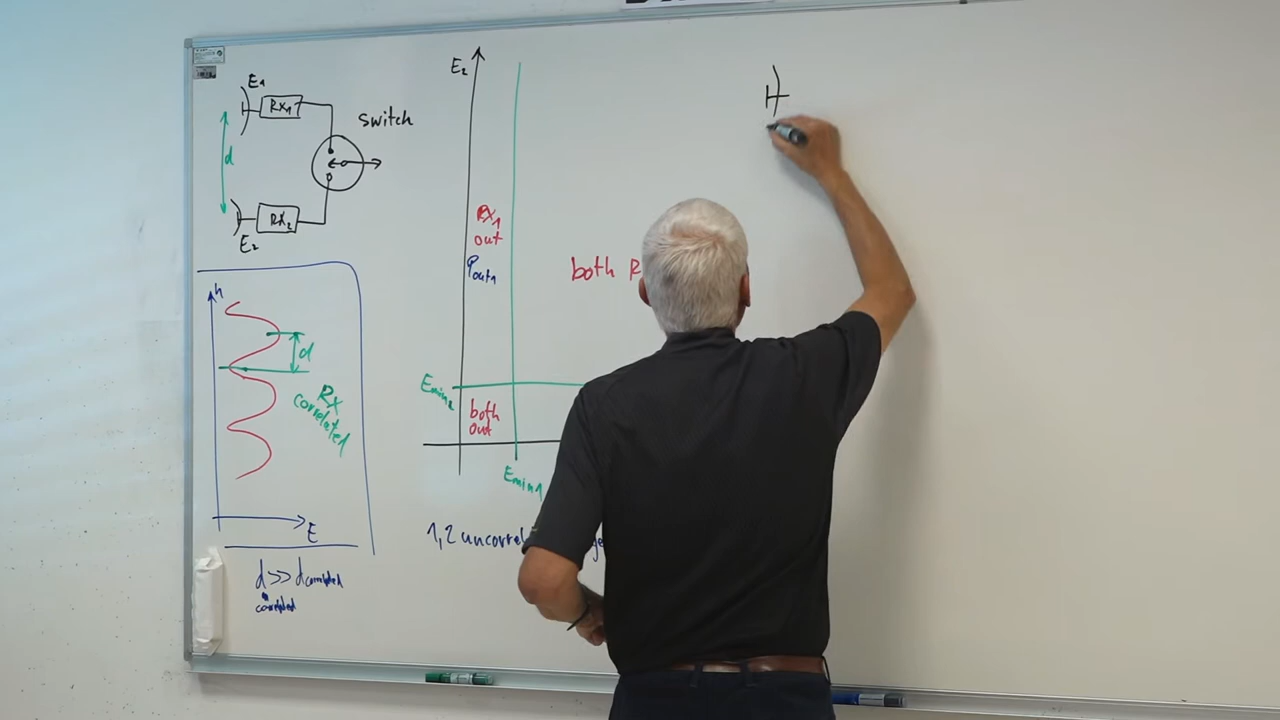 E₁
Rx₁
switch
d
Rx₂
E₂
h
d
Rx
correlated
E
d >> d correlated
E₂
Rx₁
out
Pout₁
both R
Emin₂
both
out
Emin1
1,2 uncorrel